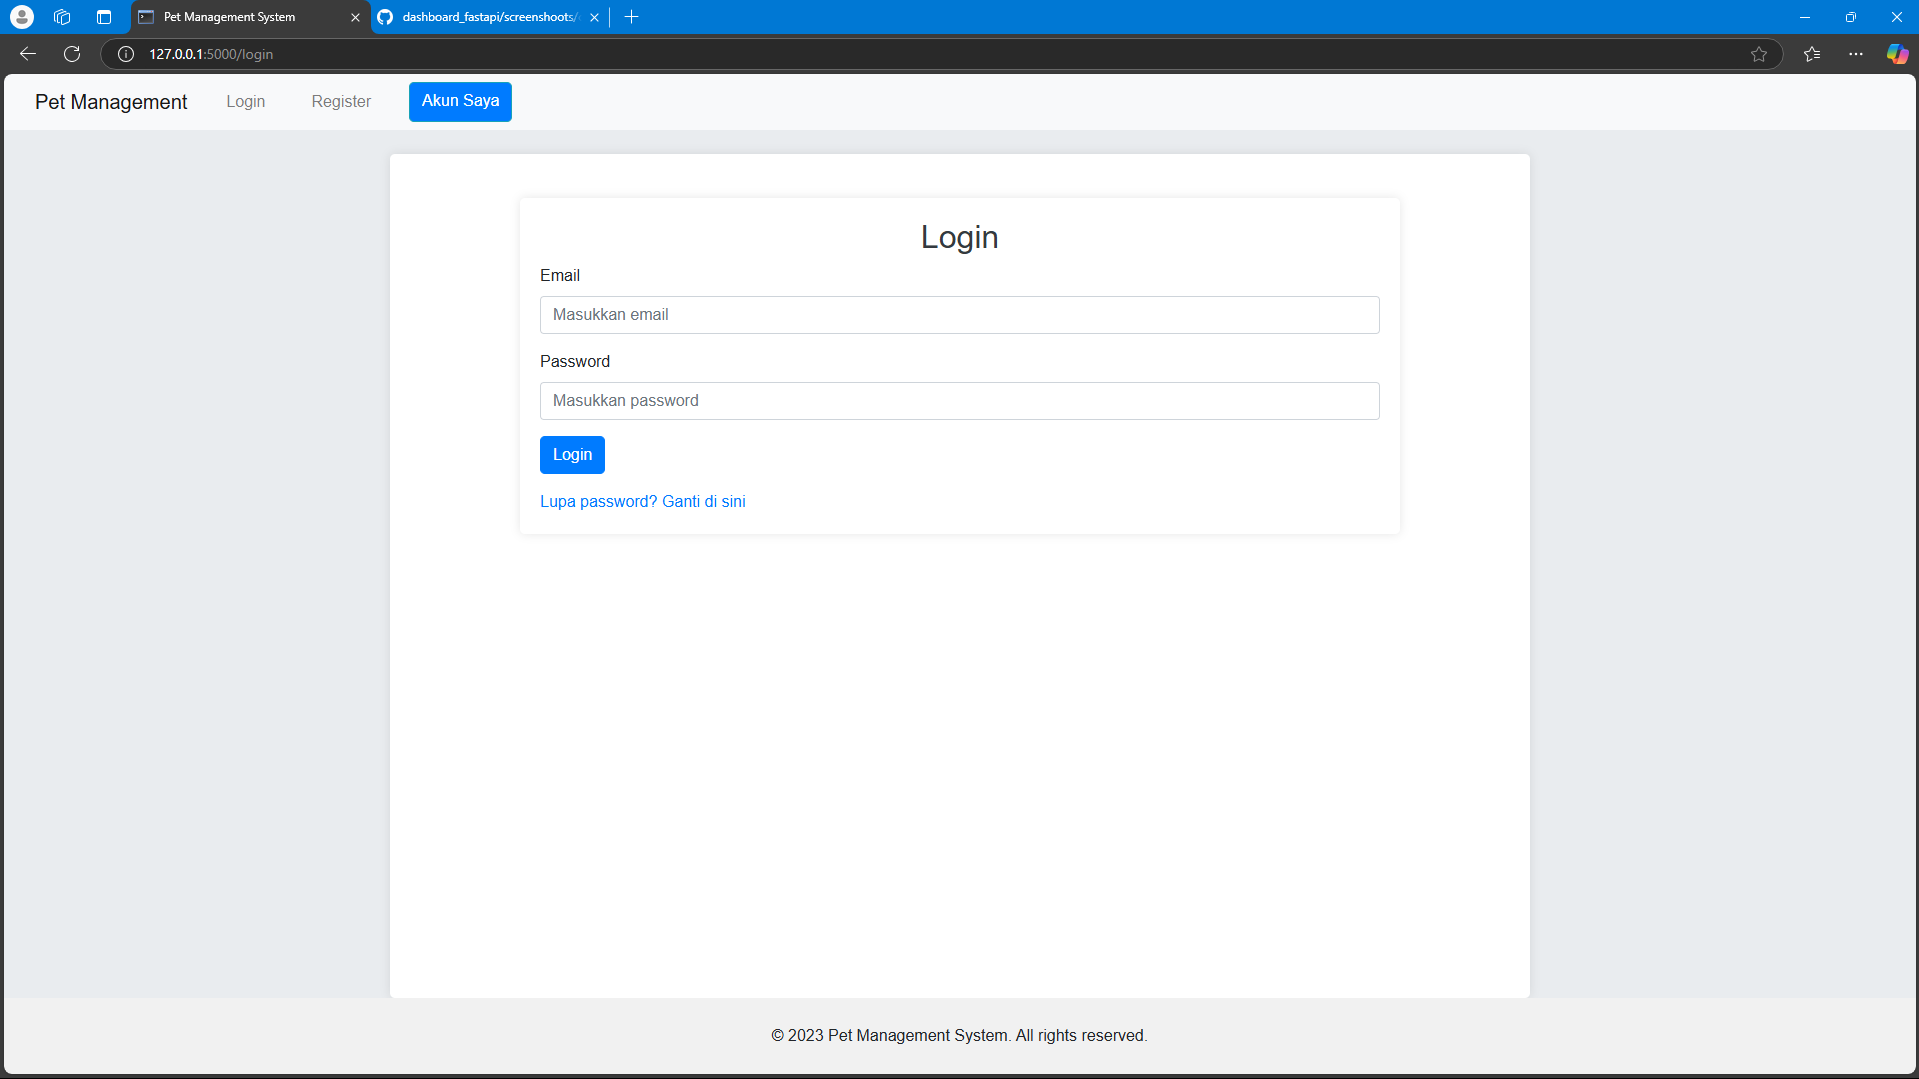 Pet Management System
dashboard_fastapi/screenshoots/
127.0.0.1:5000/login
Pet Management
Login
Register
Akun Saya
Login
Email
Masukkan email
Password
Masukkan password
Login
Lupa password? Ganti di sini
© 2023 Pet Management System. All rights reserved.